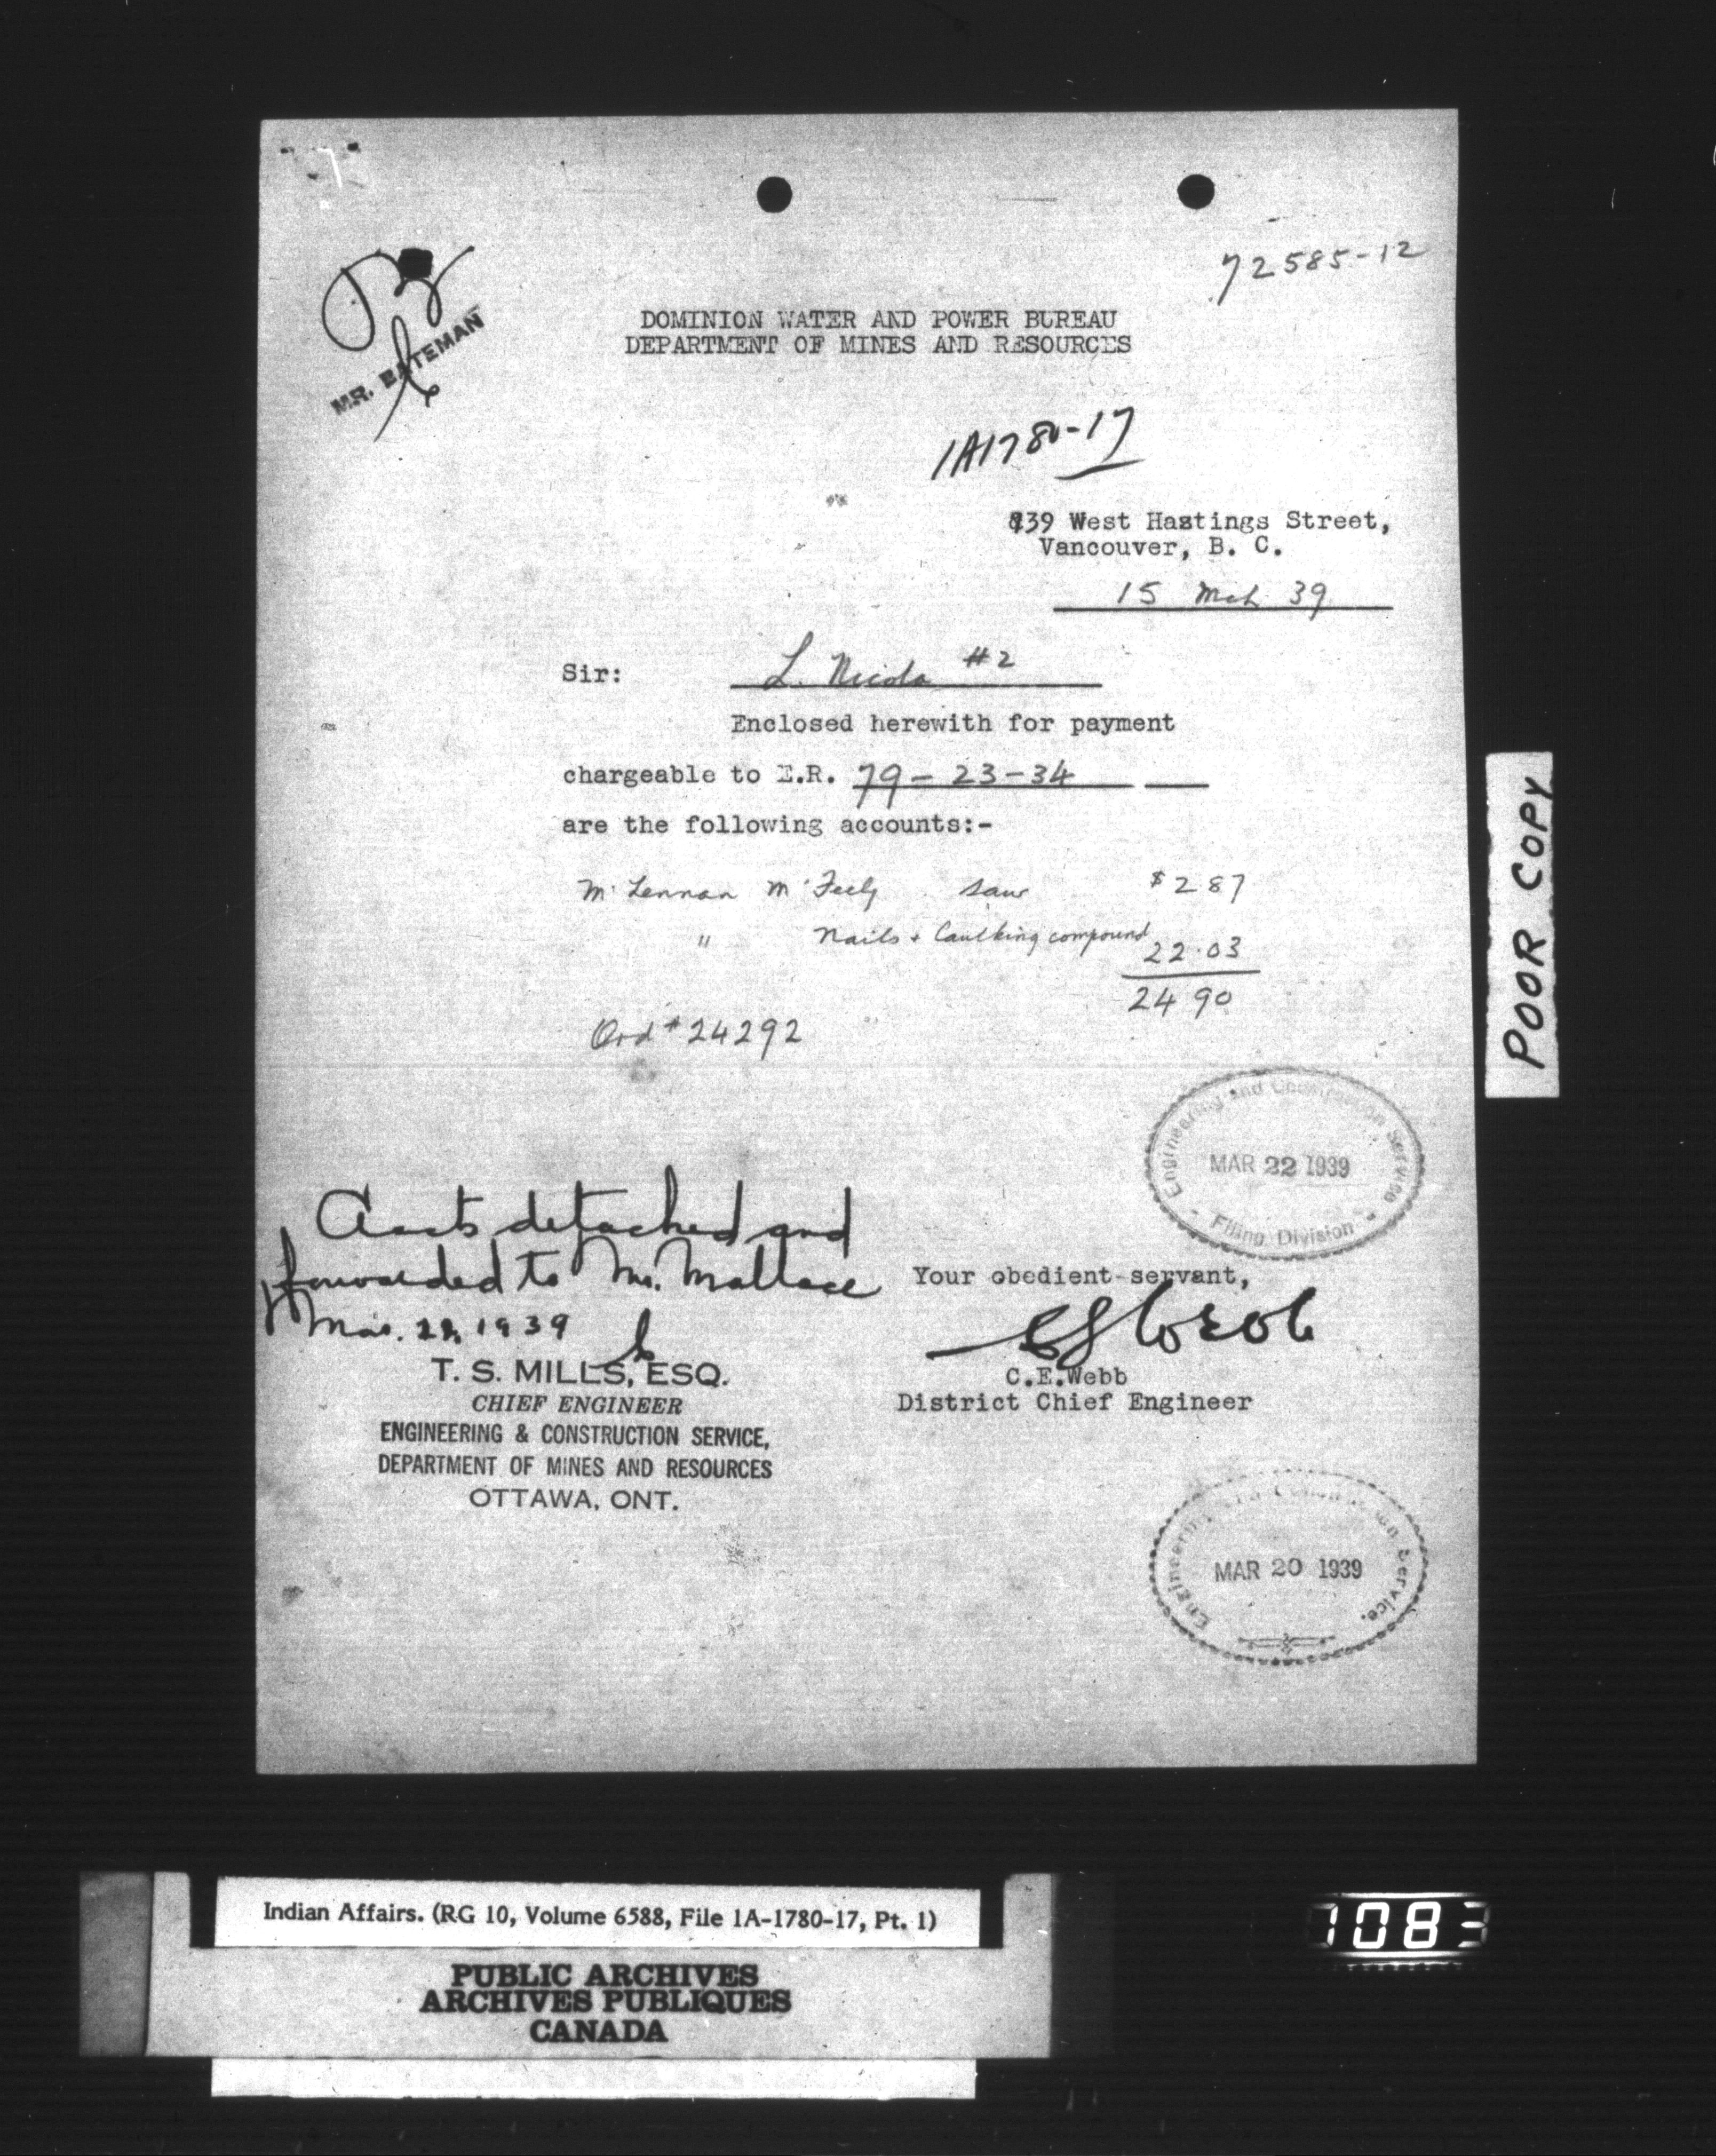 72585-12
MR. BATEMAN
DOMINION WATER AND POWER BUREAU
DEPARTMENT OF MINES AND RESOURCES
1A1780-17
739 West Hastings Street,
Vancouver, B. C.
15 Mch 39
Sir: L. Nicola #2
Enclosed herewith for payment
chargeable to E.R. 79-23-34
are the following accounts:-
McLennan McFeely saw $2 87
" Nails + Caulking compound 22.03
24 90
Ord # 24292
Engineering and Construction Service
MAR 22 1939
Filing Division
Accts detached and
forwarded to Mr. Wallace
Mar. 22, 1939
Your obedient servant,
C.E.Webb
District Chief Engineer
T. S. MILLS, ESQ.
CHIEF ENGINEER
ENGINEERING & CONSTRUCTION SERVICE,
DEPARTMENT OF MINES AND RESOURCES
OTTAWA, ONT.
Engineering and Construction Service.
MAR 20 1939
POOR COPY
Indian Affairs. (RG 10, Volume 6588, File 1A-1780-17, Pt. 1)
PUBLIC ARCHIVES
ARCHIVES PUBLIQUES
CANADA
1083